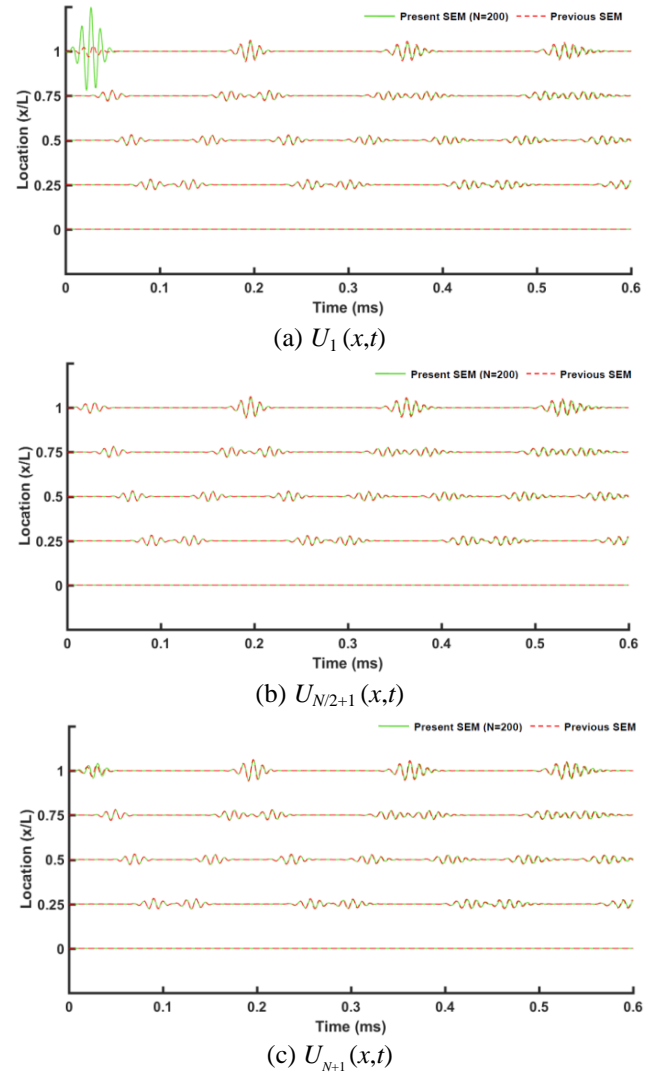 Present SEM (N=200) Previous SEM
1
0.75
0.5
0.25
0
Location (x/L)
0 0.1 0.2 0.3 0.4 0.5 0.6
Time (ms)
(a) U1 (x,t)
Present SEM (N=200) Previous SEM
1
0.75
0.5
0.25
0
Location (x/L)
0 0.1 0.2 0.3 0.4 0.5 0.6
Time (ms)
(b) UN/2+1 (x,t)
Present SEM (N=200) Previous SEM
1
0.75
0.5
0.25
0
Location (x/L)
0 0.1 0.2 0.3 0.4 0.5 0.6
Time (ms)
(c) UN+1 (x,t)